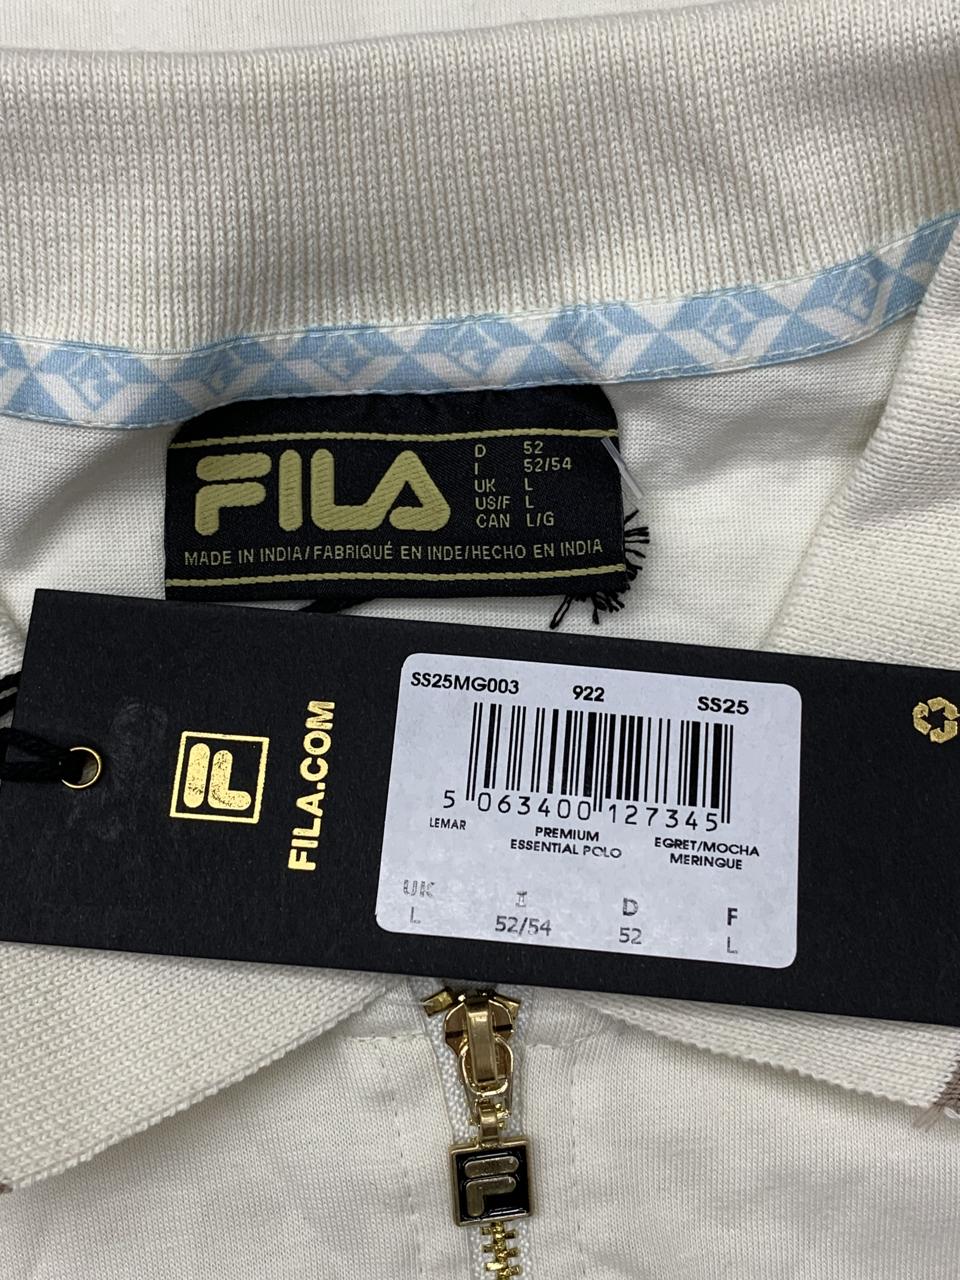 FILA
D 52
I 52/54
UK L
US/F L
CAN L/G
MADE IN INDIA/FABRIQUÉ EN INDE/HECHO EN INDIA
FILA.COM
SS25MG003 922 SS25
5 063400 127345
LEMAR
PREMIUM
ESSENTIAL POLO
EGRET/MOCHA
MERINGUE
UK I D F
L 52/54 52 L